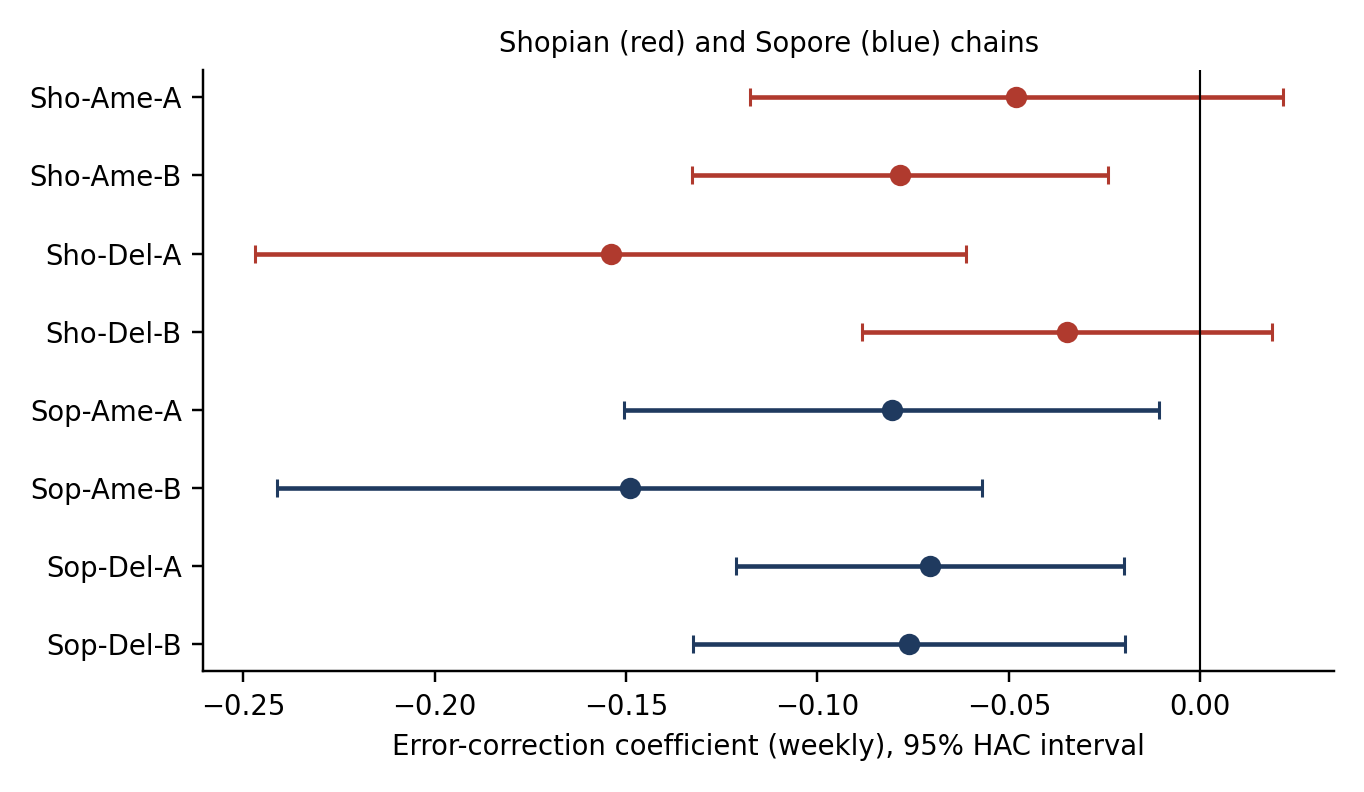 Shopian (red) and Sopore (blue) chains
Sho-Ame-A
Sho-Ame-B
Sho-Del-A
Sho-Del-B
Sop-Ame-A
Sop-Ame-B
Sop-Del-A
Sop-Del-B
−0.25 −0.20 −0.15 −0.10 −0.05 0.00
Error-correction coefficient (weekly), 95% HAC interval